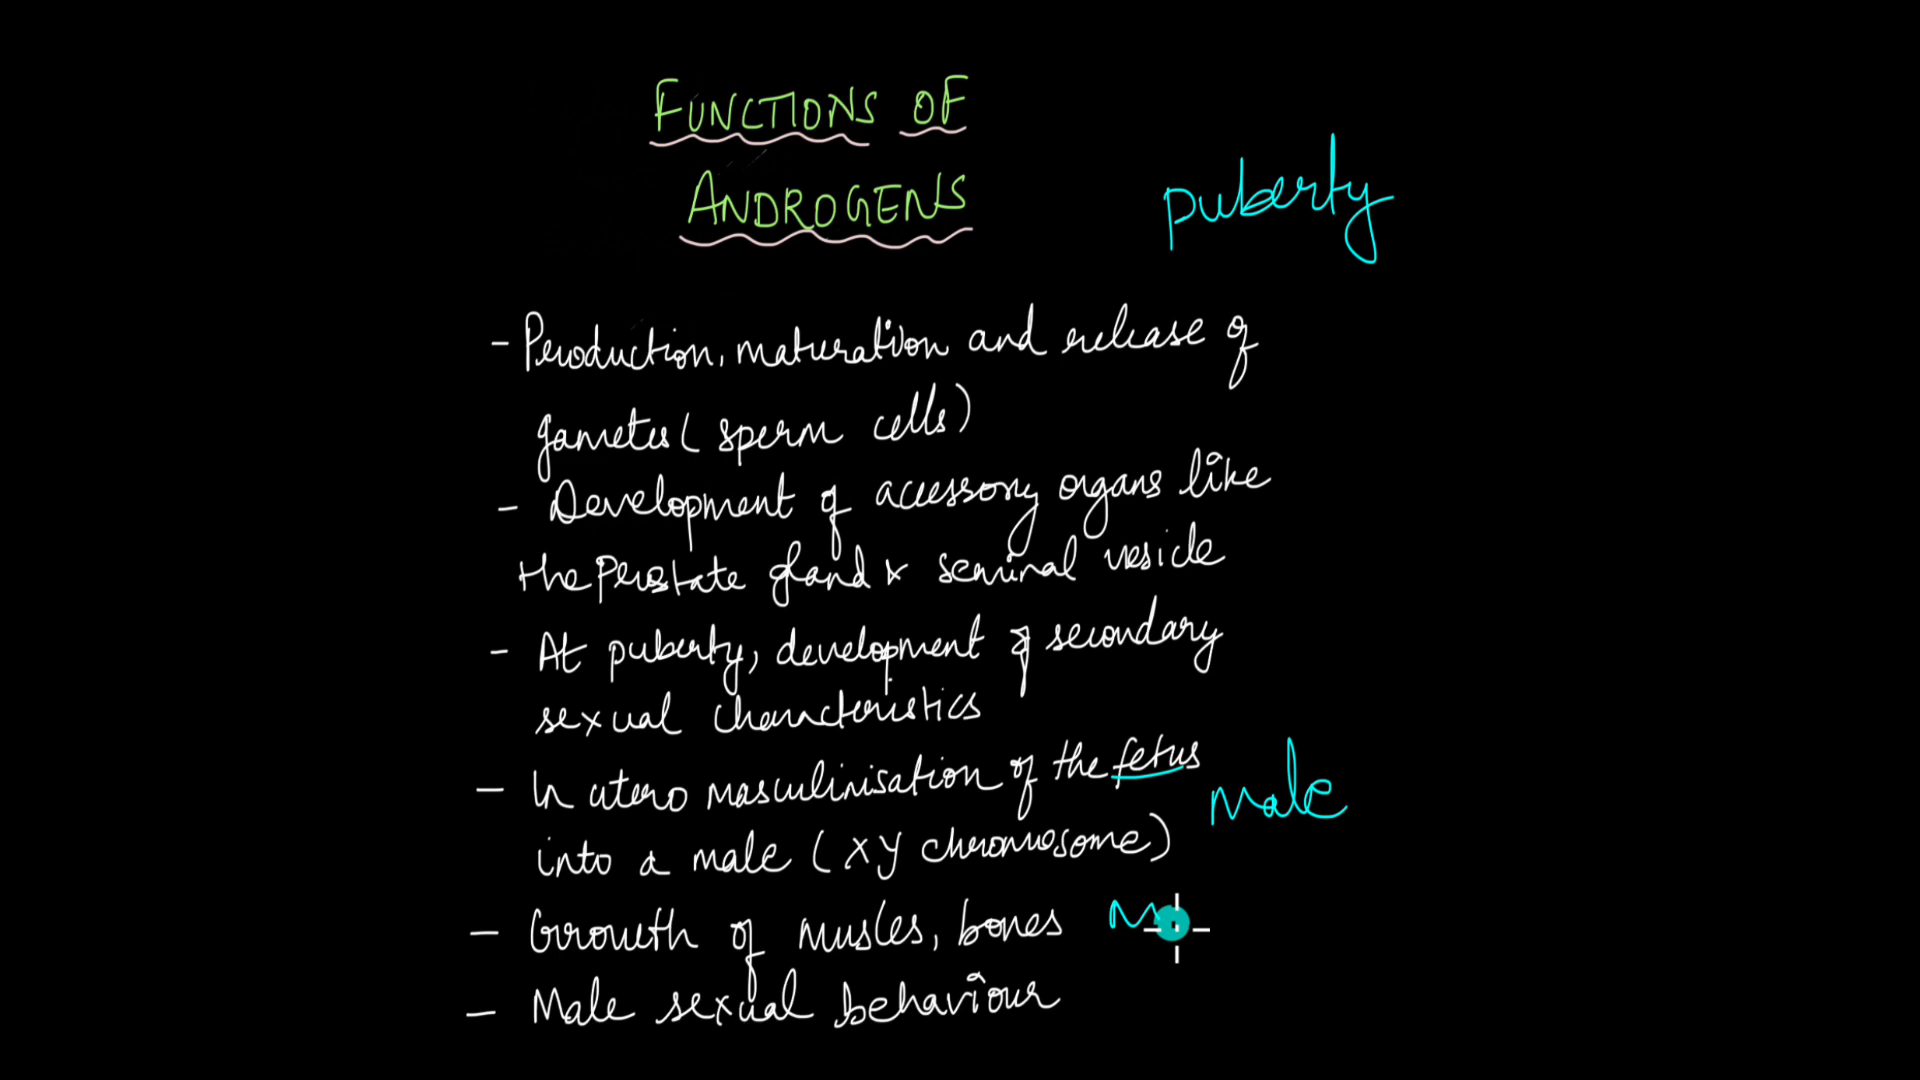 FUNCTIONS OF
ANDROGENS
puberty
- Production, maturation and release of
gametes ( sperm cells)
- Development of accessory organs like
the Prostate gland & seminal vesicle
- At puberty, development of secondary
sexual characteristics
- In utero masculinisation of the fetus
male
into a male ( XY chromosome)
- Growth of muscles, bones M
- Male sexual behaviour